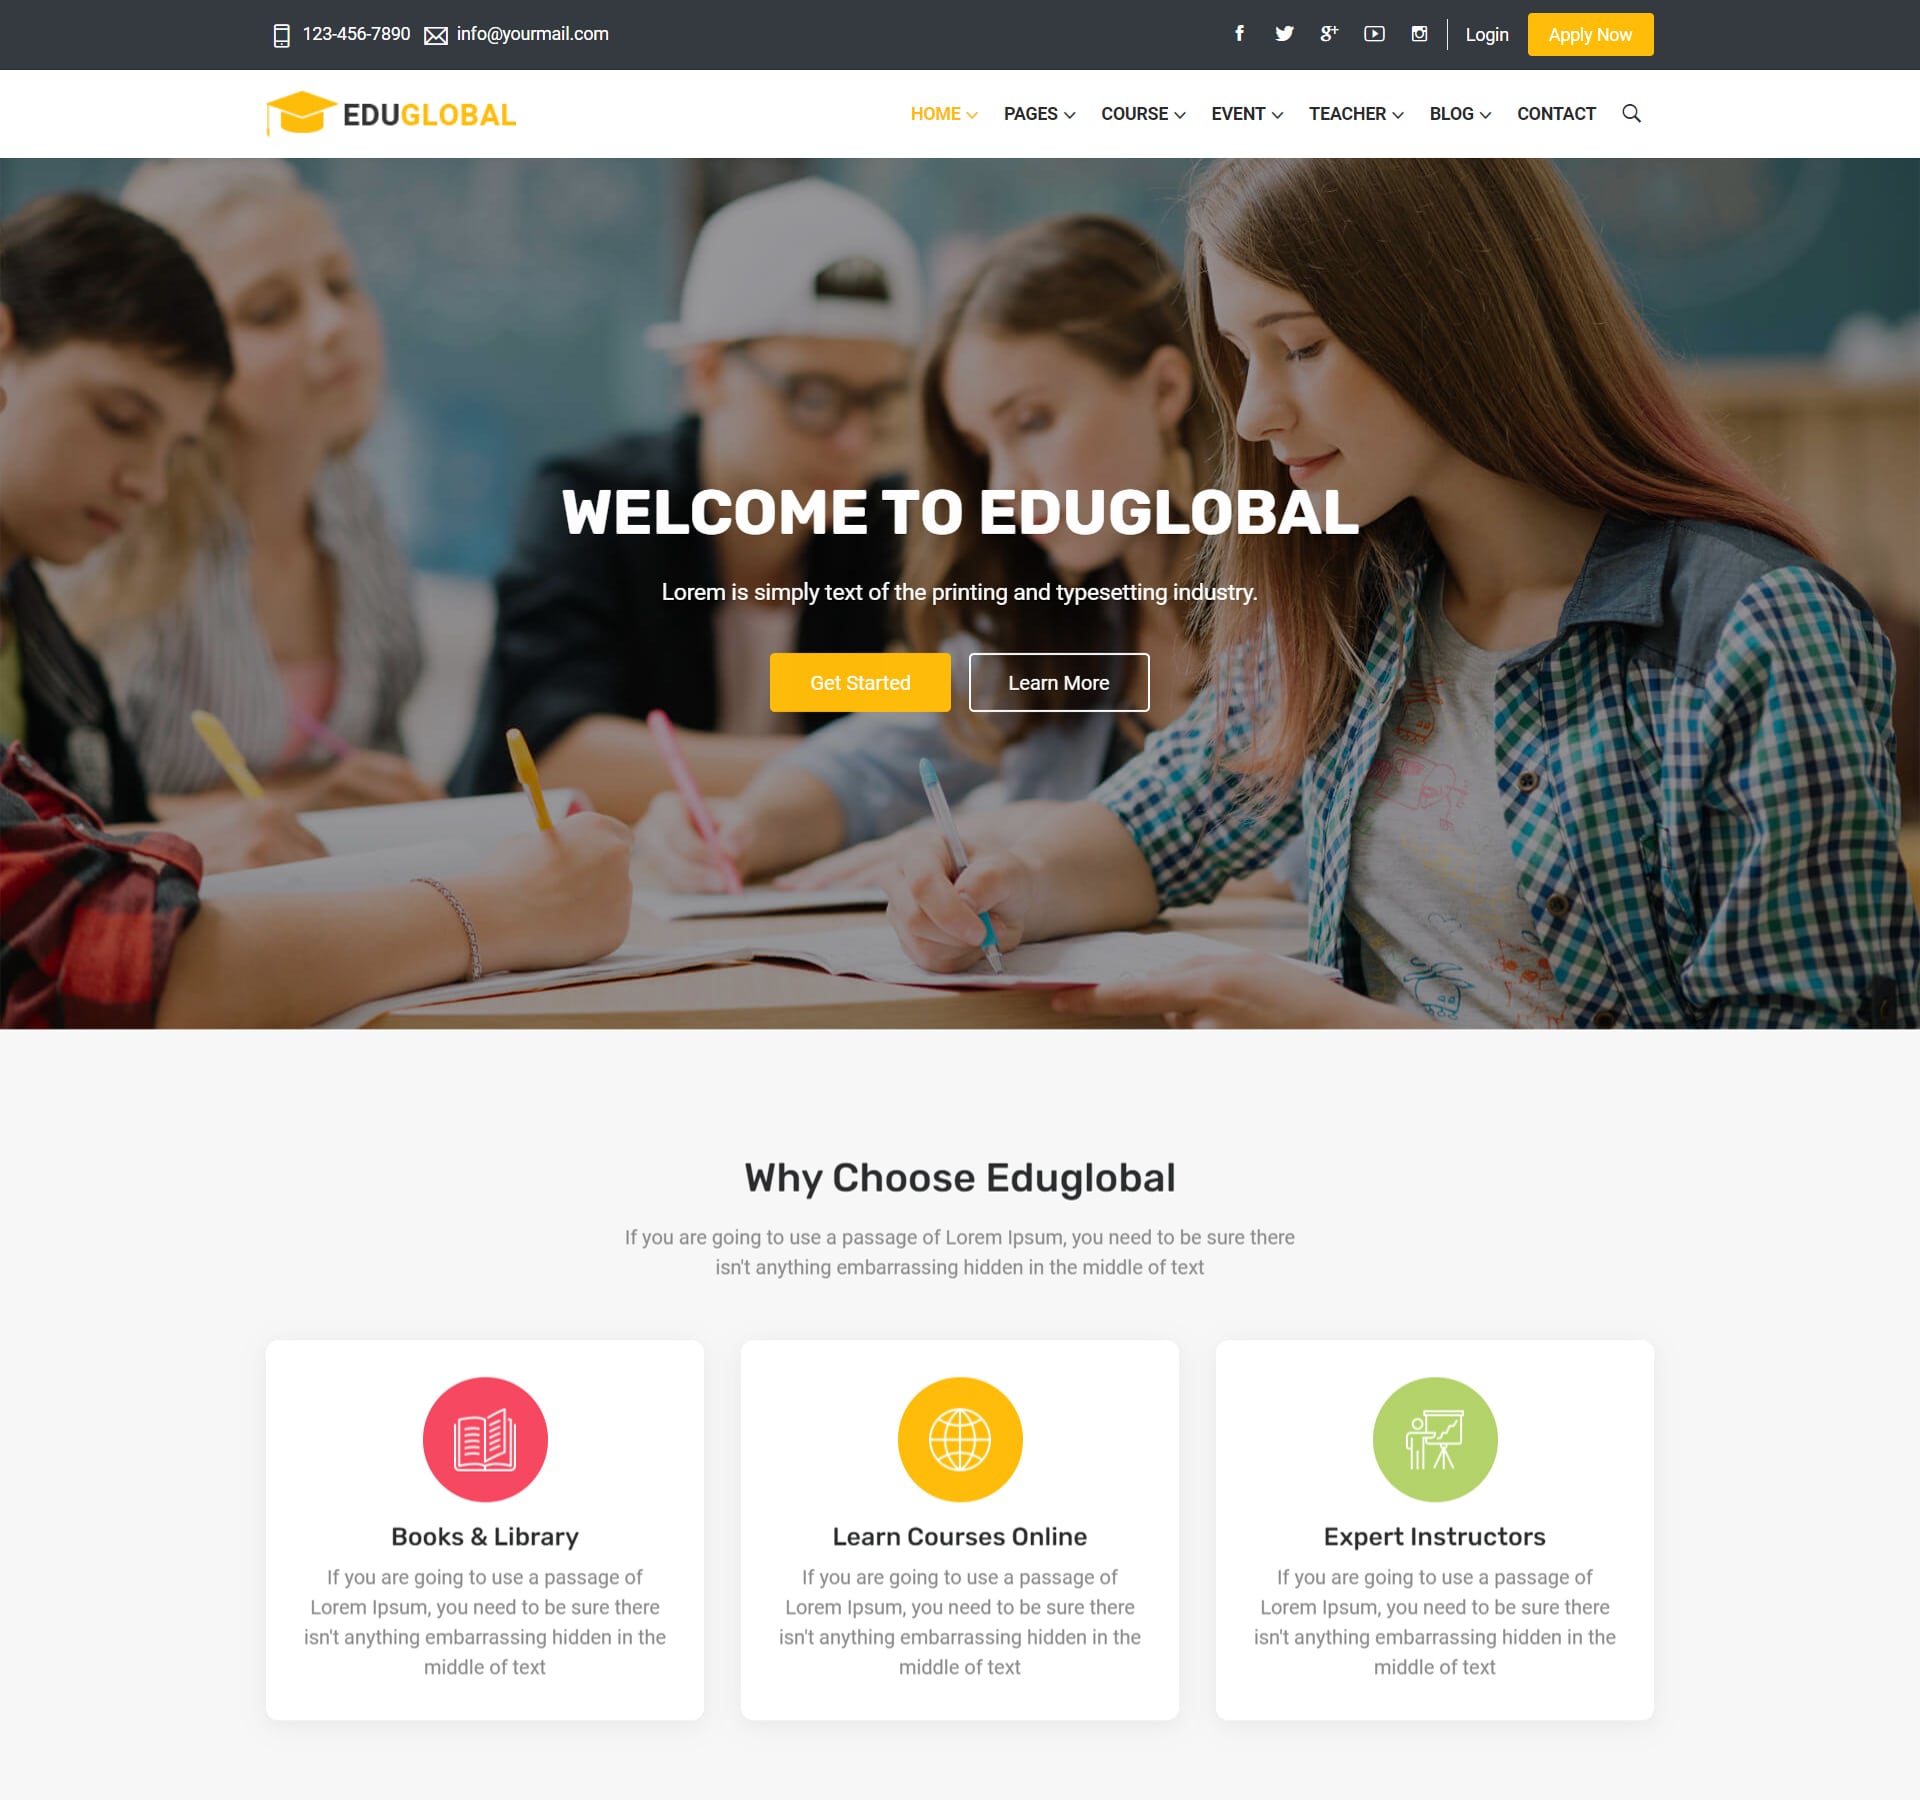 123-456-7890 info@yourmail.com
Login Apply Now
EDUGLOBAL
HOME PAGES COURSE EVENT TEACHER BLOG CONTACT
WELCOME TO EDUGLOBAL
Lorem is simply text of the printing and typesetting industry.
Get Started Learn More
Why Choose Eduglobal
If you are going to use a passage of Lorem Ipsum, you need to be sure there
isn't anything embarrassing hidden in the middle of text
Books & Library
If you are going to use a passage of
Lorem Ipsum, you need to be sure there
isn't anything embarrassing hidden in the
middle of text
Learn Courses Online
If you are going to use a passage of
Lorem Ipsum, you need to be sure there
isn't anything embarrassing hidden in the
middle of text
Expert Instructors
If you are going to use a passage of
Lorem Ipsum, you need to be sure there
isn't anything embarrassing hidden in the
middle of text